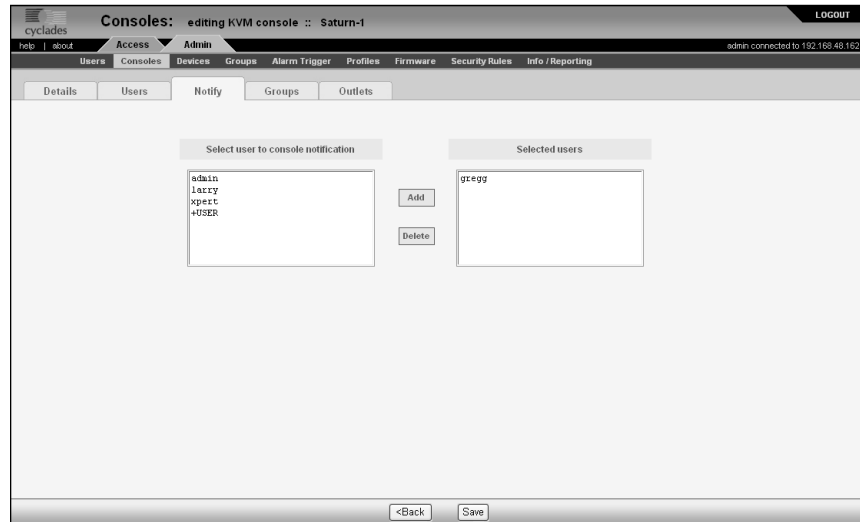 LOGOUT
cyclades
Consoles: editing KVM console :: Saturn-1
help | about
Access Admin
admin connected to 192.168.48.162
Users Consoles Devices Groups Alarm Trigger Profiles Firmware Security Rules Info / Reporting
Details Users Notify Groups Outlets
Select user to console notification
Selected users
admin
larry
xpert
+USER
Add
Delete
gregg
<Back Save